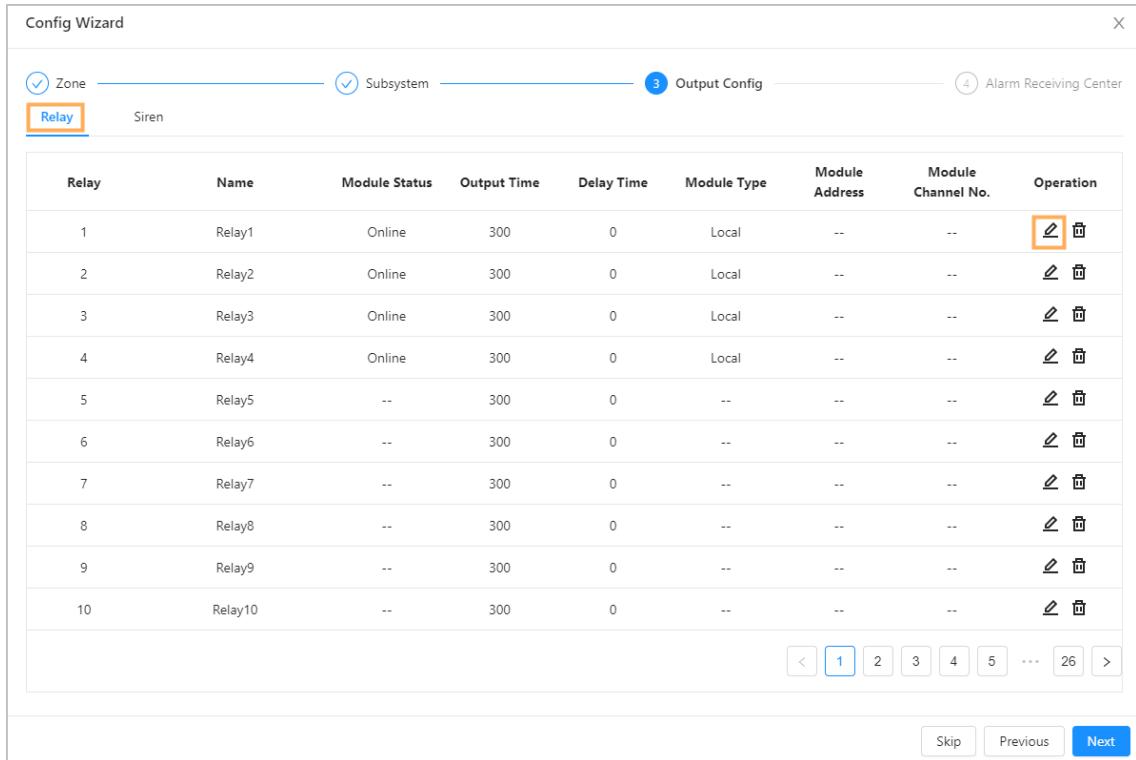 Config Wizard X
Zone Subsystem 3 Output Config 4 Alarm Receiving Center
Relay Siren
Relay Name Module Status Output Time Delay Time Module Type Module Address Module Channel No. Operation
1 Relay1 Online 300 0 Local -- --
2 Relay2 Online 300 0 Local -- --
3 Relay3 Online 300 0 Local -- --
4 Relay4 Online 300 0 Local -- --
5 Relay5 -- 300 0 -- -- --
6 Relay6 -- 300 0 -- -- --
7 Relay7 -- 300 0 -- -- --
8 Relay8 -- 300 0 -- -- --
9 Relay9 -- 300 0 -- -- --
10 Relay10 -- 300 0 -- -- --
< 1 2 3 4 5 ··· 26 >
Skip Previous Next